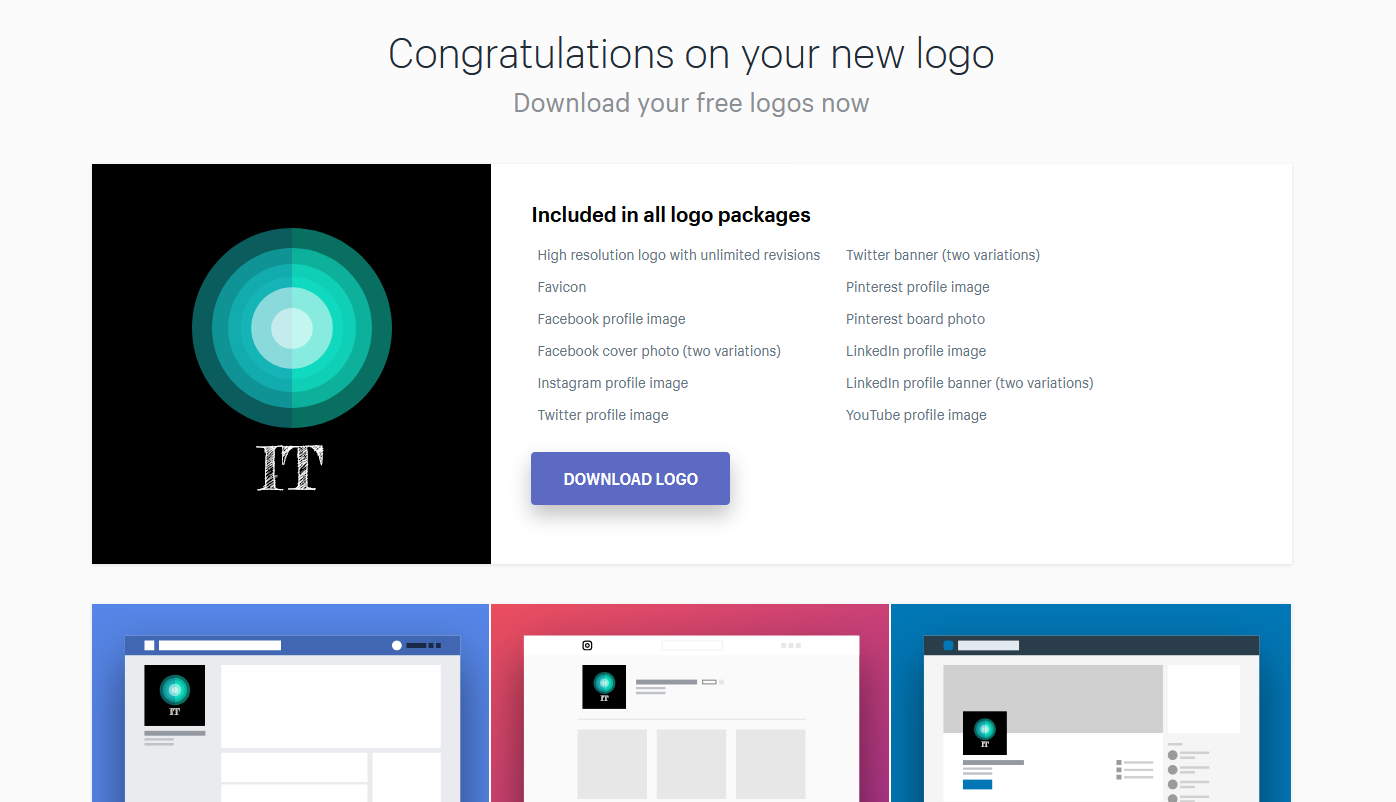 Congratulations on your new logo
Download your free logos now
IT
Included in all logo packages
High resolution logo with unlimited revisions
Favicon
Facebook profile image
Facebook cover photo (two variations)
Instagram profile image
Twitter profile image
Twitter banner (two variations)
Pinterest profile image
Pinterest board photo
LinkedIn profile image
LinkedIn profile banner (two variations)
YouTube profile image
DOWNLOAD LOGO
IT
IT
IT